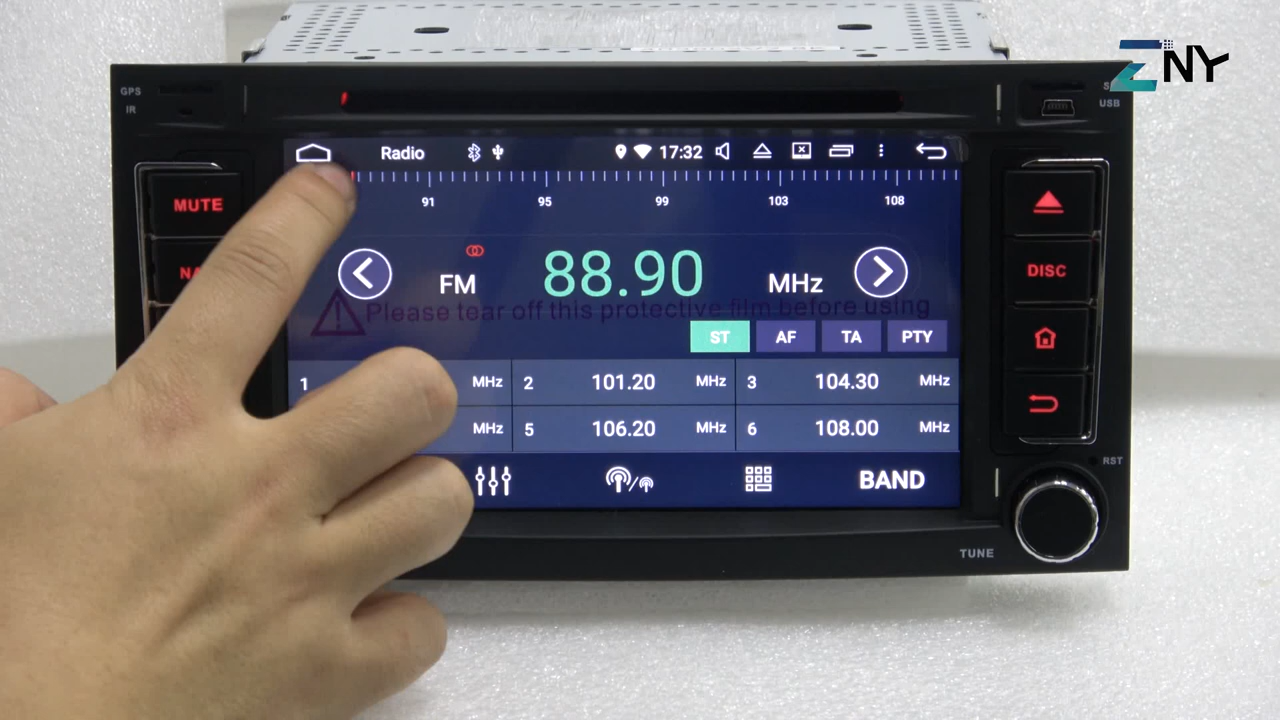 ZNY
GPS
IR
USB
Radio
17:32
91 95 99 103 108
MUTE
FM 88.90 MHz
DISC
Please tear off this protective film before using
ST AF TA PTY
1 MHz 2 101.20 MHz 3 104.30 MHz
MHz 5 106.20 MHz 6 108.00 MHz
BAND
RST
TUNE